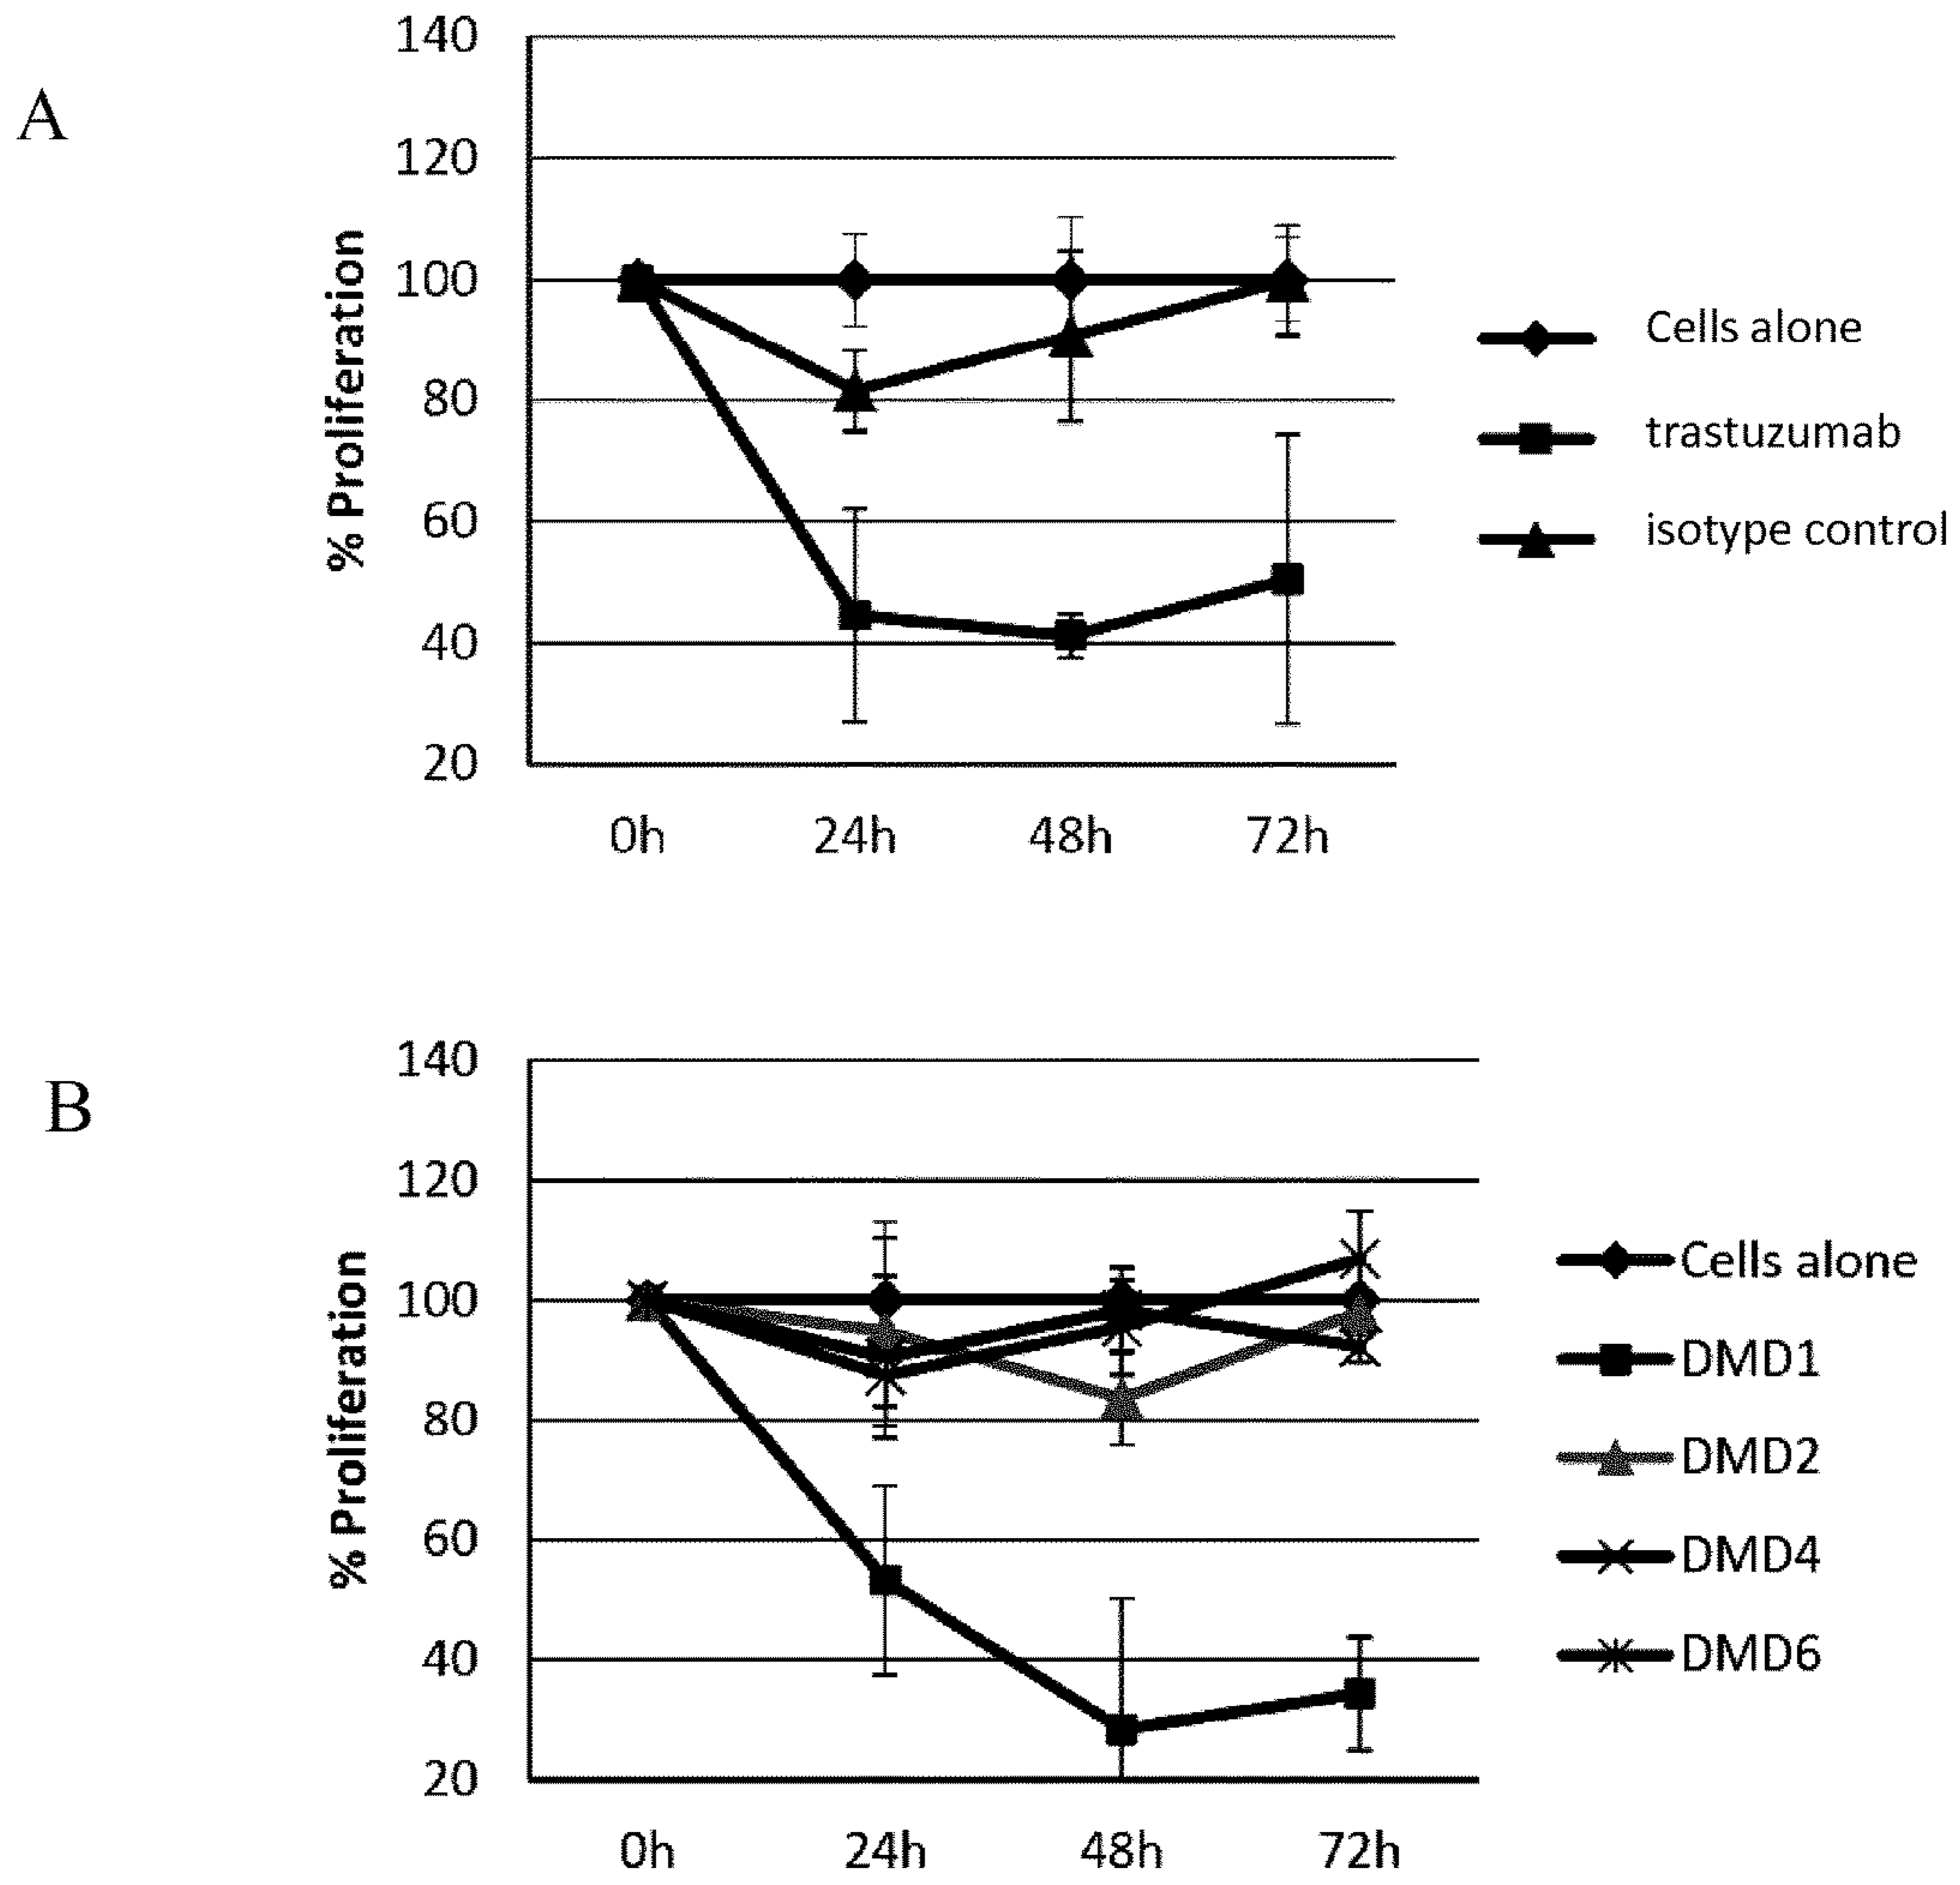 A
% Proliferation
140
120
100
80
60
40
20
0h 24h 48h 72h
Cells alone
trastuzumab
isotype control
B
% Proliferation
140
120
100
80
60
40
20
0h 24h 48h 72h
Cells alone
DMD1
DMD2
DMD4
DMD6